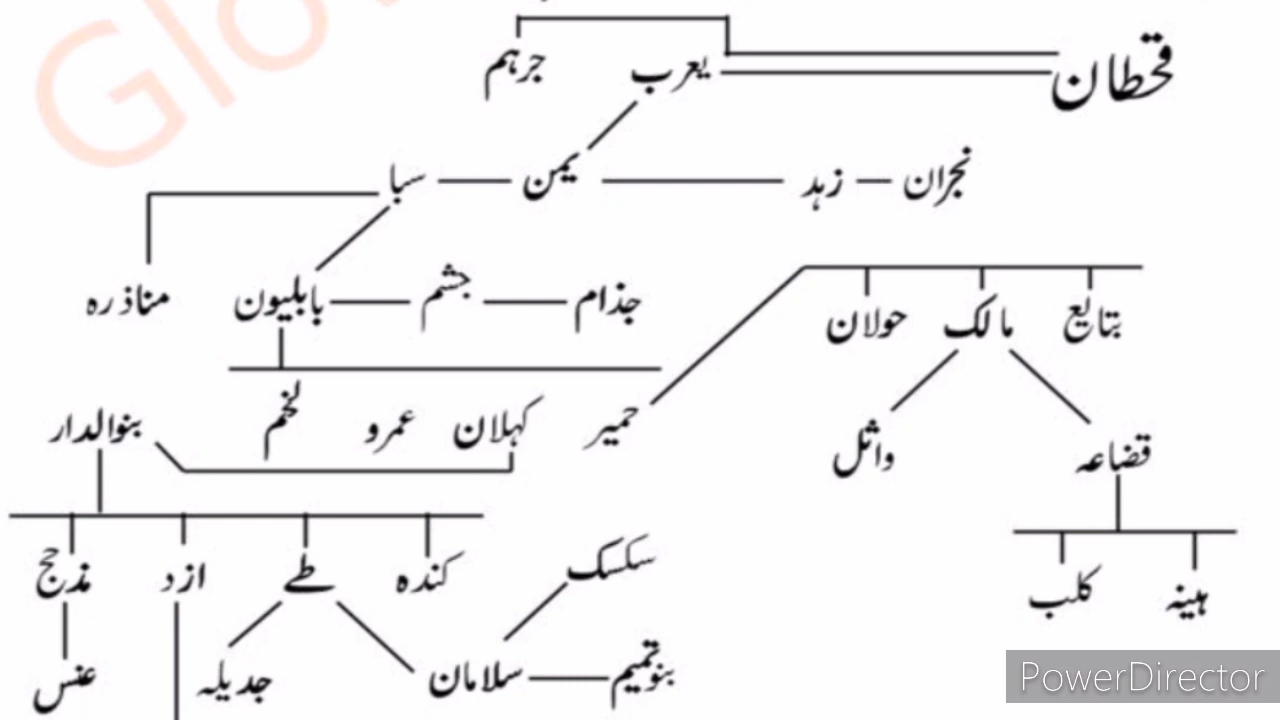 Glo
قحطان
یعرب جرہم
نجران زہد یمن سبا
جذام جشم بابلیون مناذرہ
بتایع مالک حولان
حمیر کہلان عمرو لخم بنوالدار
قضاعہ واثل
سکسک کندہ طے ازد مذحج
ہینہ کلب
بنوتمیم سلامان جدیلہ عنس
PowerDirector